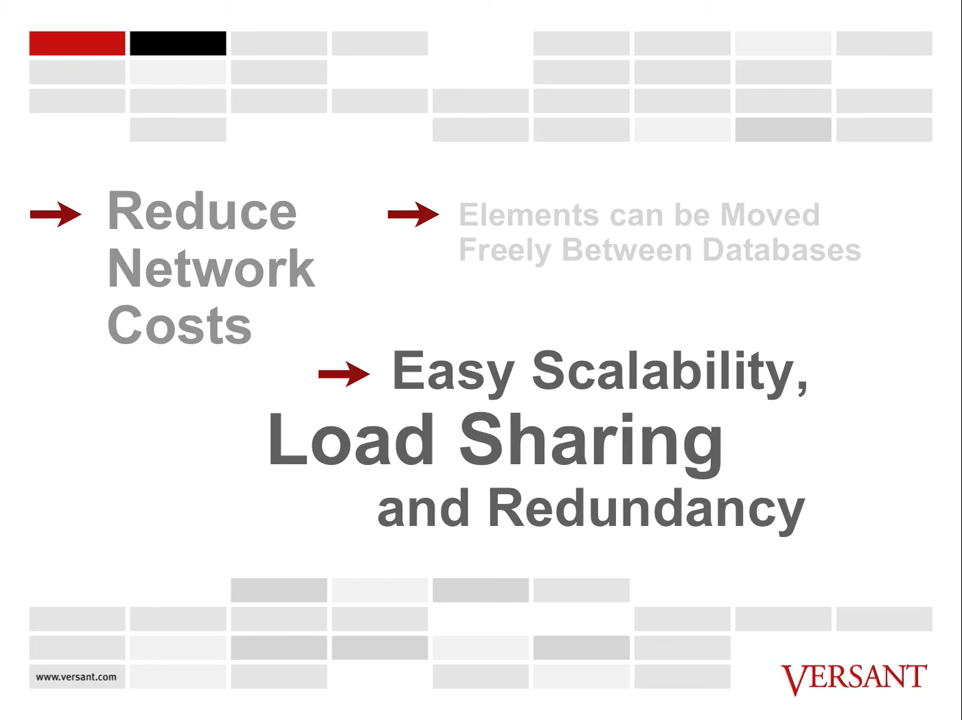 Reduce
Network
Costs
Elements can be Moved
Freely Between Databases
Easy Scalability,
Load Sharing
and Redundancy
www.versant.com
VERSANT